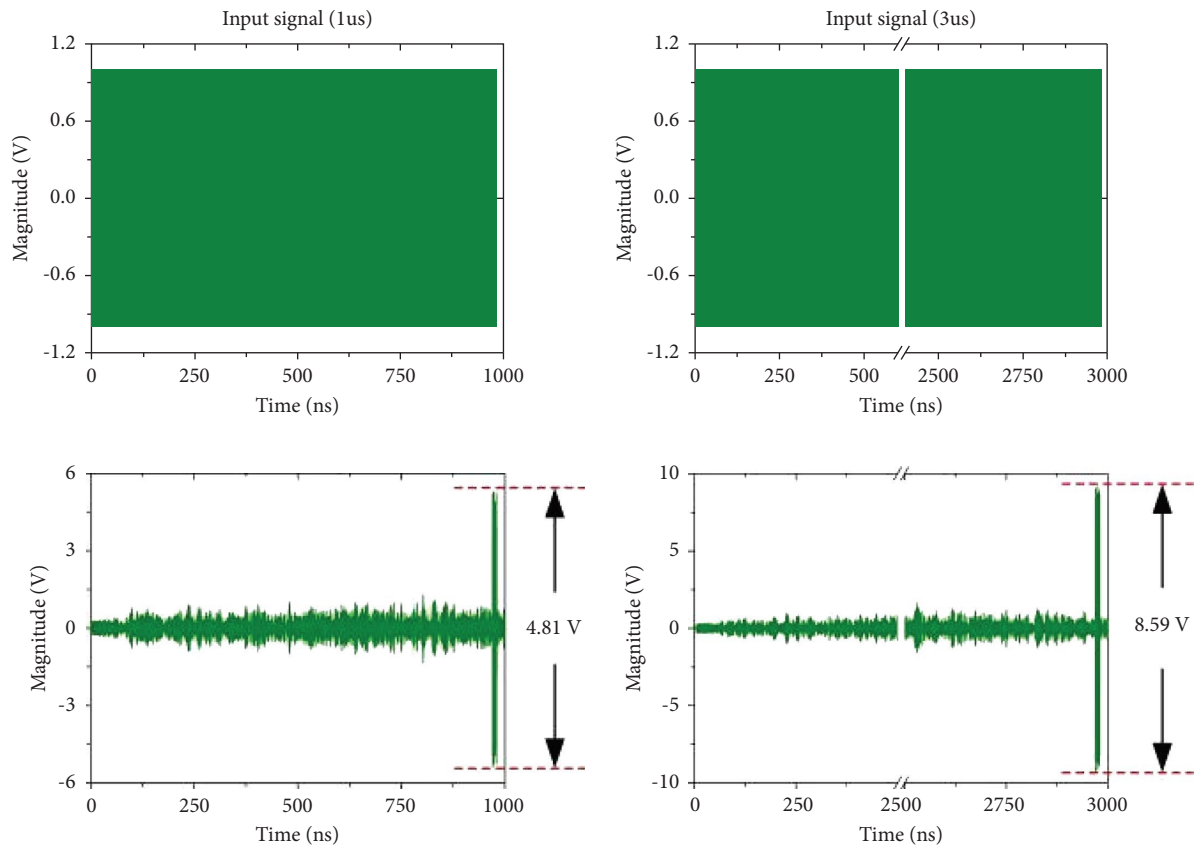 Input signal (1us)
Magnitude (V)
1.2
0.6
0.0
-0.6
-1.2
0 250 500 750 1000
Time (ns)
Input signal (3us)
Magnitude (V)
1.2
0.6
0.0
-0.6
-1.2
0 250 500 2500 2750 3000
Time (ns)
Magnitude (V)
6
3
0
-3
-6
4.81 V
0 250 500 750 1000
Time (ns)
Magnitude (V)
10
5
0
-5
-10
8.59 V
0 250 2500 2500 2750 3000
Time (ns)